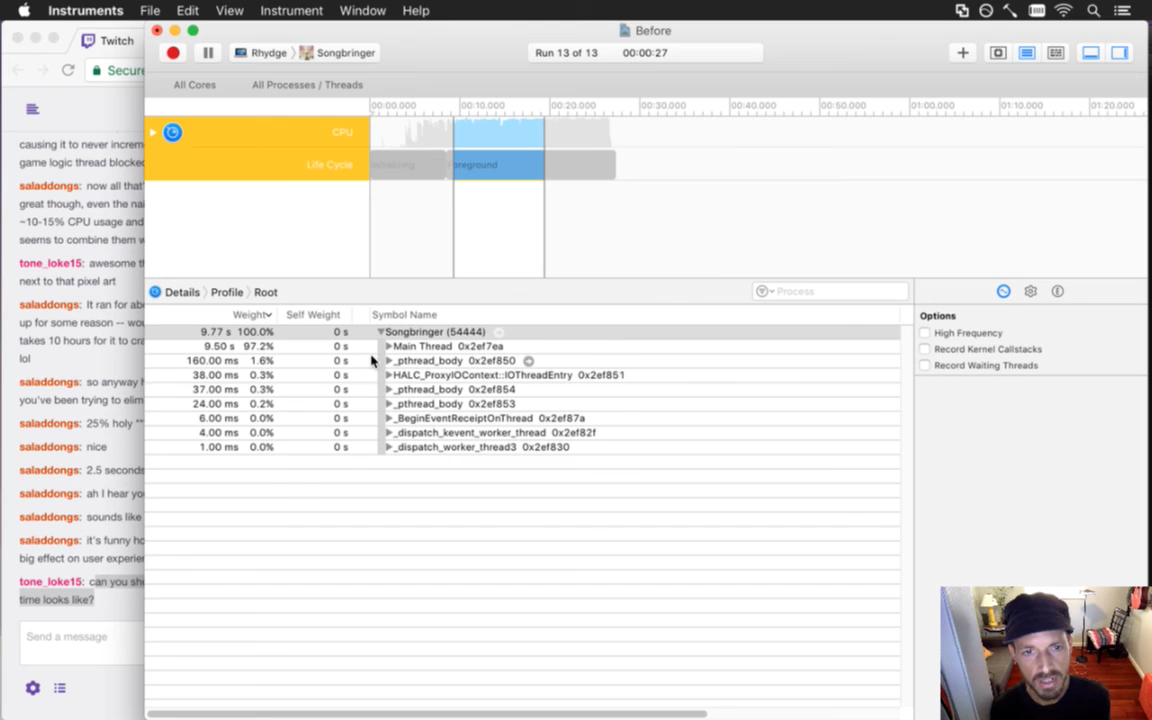 Instruments File Edit View Instrument Window Help
Before
Twitch
Rhydge Songbringer
Run 13 of 13 00:00:27
Secure
All Cores All Processes / Threads
00:00.000 00:10.000 00:20.000 00:30.000 00:40.000 00:50.000 01:00.000 01:10.000 01:20.000
CPU
Life Cycle
Foreground
causing it to never increm
game logic thread blocked
saladdongs: now all that'
great though, even the nai
~10-15% CPU usage and
seems to combine them w
tone_loke15: awesome th
next to that pixel art
saladdongs: It ran for abo
up for some reason -- wou
takes 10 hours for it to cra
lol
saladdongs: so anyway h
you've been trying to elim
saladdongs: 25% holy **
saladdongs: nice
saladdongs: 2.5 seconds
saladdongs: ah I hear yo
saladdongs: sounds like
saladdongs: it's funny ho
big effect on user experien
tone_loke15: can you sho
time looks like?
Send a message
Details Profile Root
Process
Weight Self Weight Symbol Name
9.77 s 100.0% 0 s Songbringer (54444)
9.50 s 97.2% 0 s Main Thread 0x2ef7ea
160.00 ms 1.6% 0 s _pthread_body 0x2ef850
38.00 ms 0.3% 0 s HALC_ProxyIOContext::IOThreadEntry 0x2ef851
37.00 ms 0.3% 0 s _pthread_body 0x2ef854
24.00 ms 0.2% 0 s _pthread_body 0x2ef853
6.00 ms 0.0% 0 s _BeginEventReceiptOnThread 0x2ef87a
4.00 ms 0.0% 0 s _dispatch_kevent_worker_thread 0x2ef82f
1.00 ms 0.0% 0 s _dispatch_worker_thread3 0x2ef830
Options
High Frequency
Record Kernel Callstacks
Record Waiting Threads